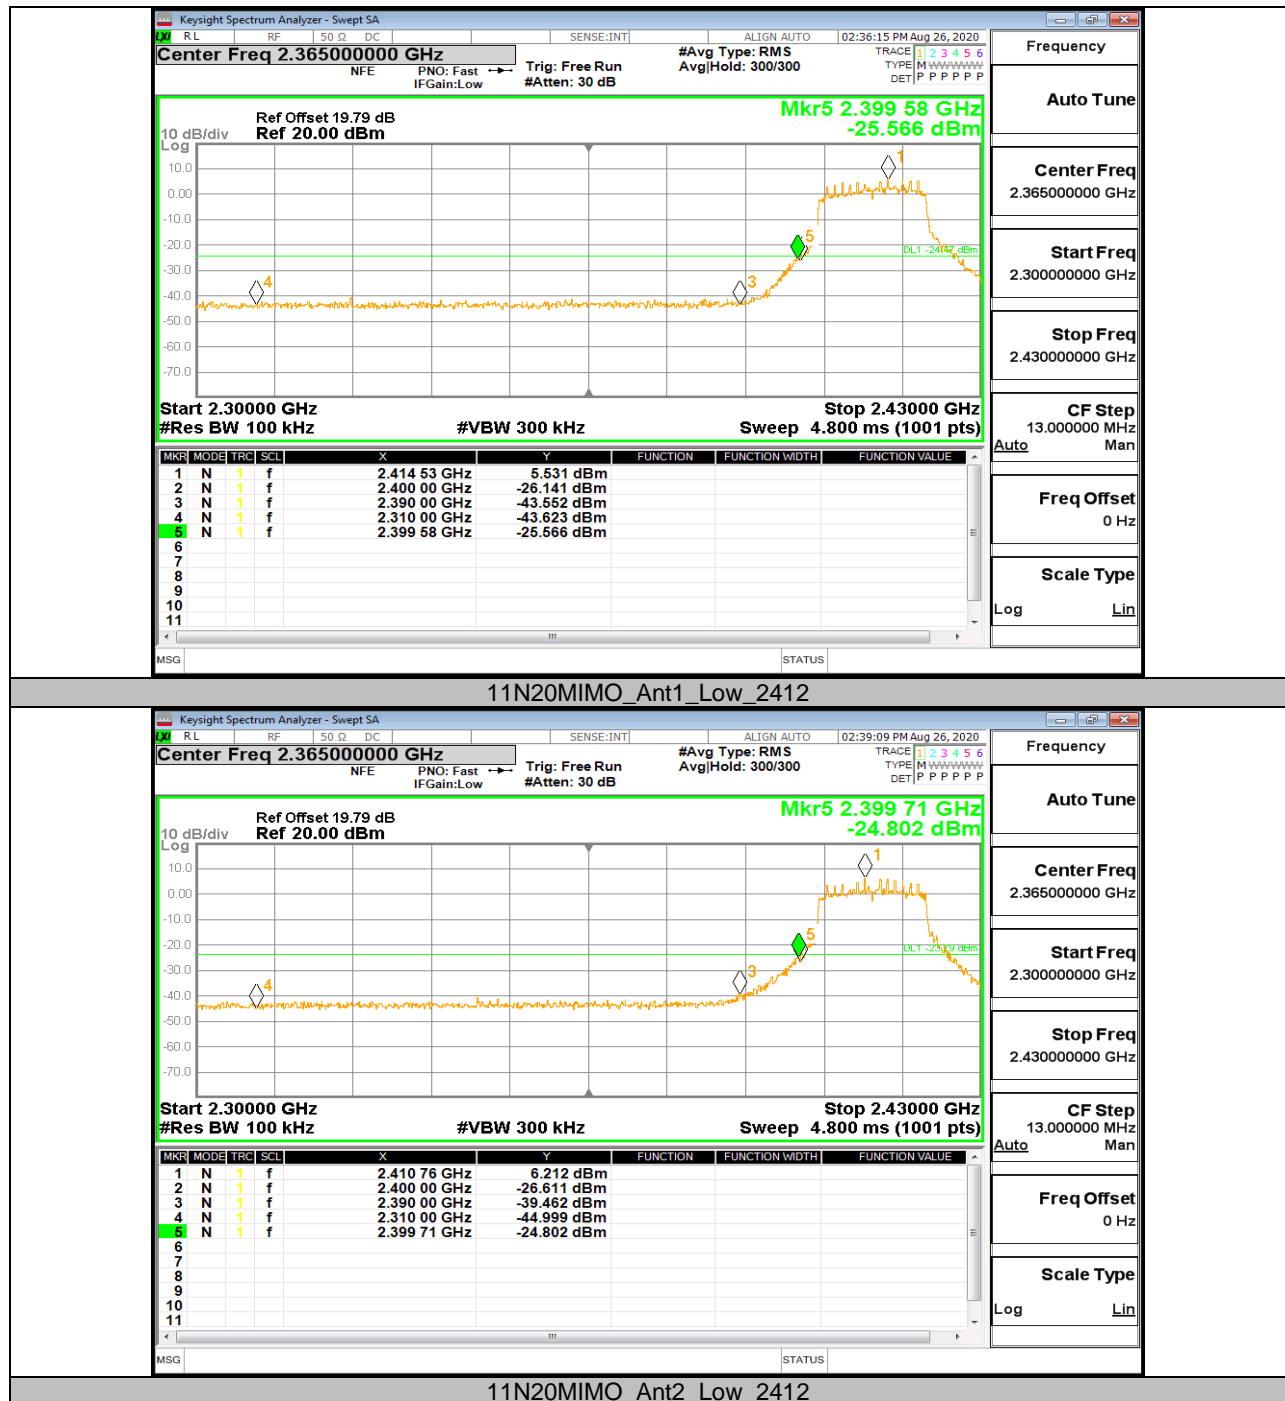 Keysight Spectrum Analyzer - Swept SA
LXI RL RF 50 Ω DC SENSE:INT ALIGN AUTO 02:36:15 PM Aug 26, 2020
Center Freq 2.365000000 GHz
NFE PNO: Fast IFGain:Low
Trig: Free Run
#Atten: 30 dB
#Avg Type: RMS
Avg|Hold: 300/300
TRACE 1 2 3 4 5 6
TYPE M W W W W W
DET P P P P P P
Frequency
Auto Tune
Center Freq
2.365000000 GHz
Start Freq
2.300000000 GHz
Stop Freq
2.430000000 GHz
CF Step
13.000000 MHz
Auto Man
Freq Offset
0 Hz
Scale Type
Log Lin
Mkr5 2.399 58 GHz
-25.566 dBm
Ref Offset 19.79 dB
10 dB/div Ref 20.00 dBm
Log
10.0
0.00
-10.0
-20.0
-30.0
-40.0
-50.0
-60.0
-70.0
1
5
3
4
DL1 -24.47 dBm
Start 2.30000 GHz Stop 2.43000 GHz
#Res BW 100 kHz #VBW 300 kHz Sweep 4.800 ms (1001 pts)
MKR MODE TRC SCL X Y FUNCTION FUNCTION WIDTH FUNCTION VALUE
1 N 1 f 2.414 53 GHz 5.531 dBm
2 N 1 f 2.400 00 GHz -26.141 dBm
3 N 1 f 2.390 00 GHz -43.552 dBm
4 N 1 f 2.310 00 GHz -43.623 dBm
5 N 1 f 2.399 58 GHz -25.566 dBm
6
7
8
9
10
11
MSG STATUS
11N20MIMO_Ant1_Low_2412
Keysight Spectrum Analyzer - Swept SA
LXI RL RF 50 Ω DC SENSE:INT ALIGN AUTO 02:39:09 PM Aug 26, 2020
Center Freq 2.365000000 GHz
NFE PNO: Fast IFGain:Low
Trig: Free Run
#Atten: 30 dB
#Avg Type: RMS
Avg|Hold: 300/300
TRACE 1 2 3 4 5 6
TYPE M W W W W W
DET P P P P P P
Frequency
Auto Tune
Center Freq
2.365000000 GHz
Start Freq
2.300000000 GHz
Stop Freq
2.430000000 GHz
CF Step
13.000000 MHz
Auto Man
Freq Offset
0 Hz
Scale Type
Log Lin
Mkr5 2.399 71 GHz
-24.802 dBm
Ref Offset 19.79 dB
10 dB/div Ref 20.00 dBm
Log
10.0
0.00
-10.0
-20.0
-30.0
-40.0
-50.0
-60.0
-70.0
1
5
3
4
DL1 -23.79 dBm
Start 2.30000 GHz Stop 2.43000 GHz
#Res BW 100 kHz #VBW 300 kHz Sweep 4.800 ms (1001 pts)
MKR MODE TRC SCL X Y FUNCTION FUNCTION WIDTH FUNCTION VALUE
1 N 1 f 2.410 76 GHz 6.212 dBm
2 N 1 f 2.400 00 GHz -26.611 dBm
3 N 1 f 2.390 00 GHz -39.462 dBm
4 N 1 f 2.310 00 GHz -44.999 dBm
5 N 1 f 2.399 71 GHz -24.802 dBm
6
7
8
9
10
11
MSG STATUS
11N20MIMO_Ant2_Low_2412